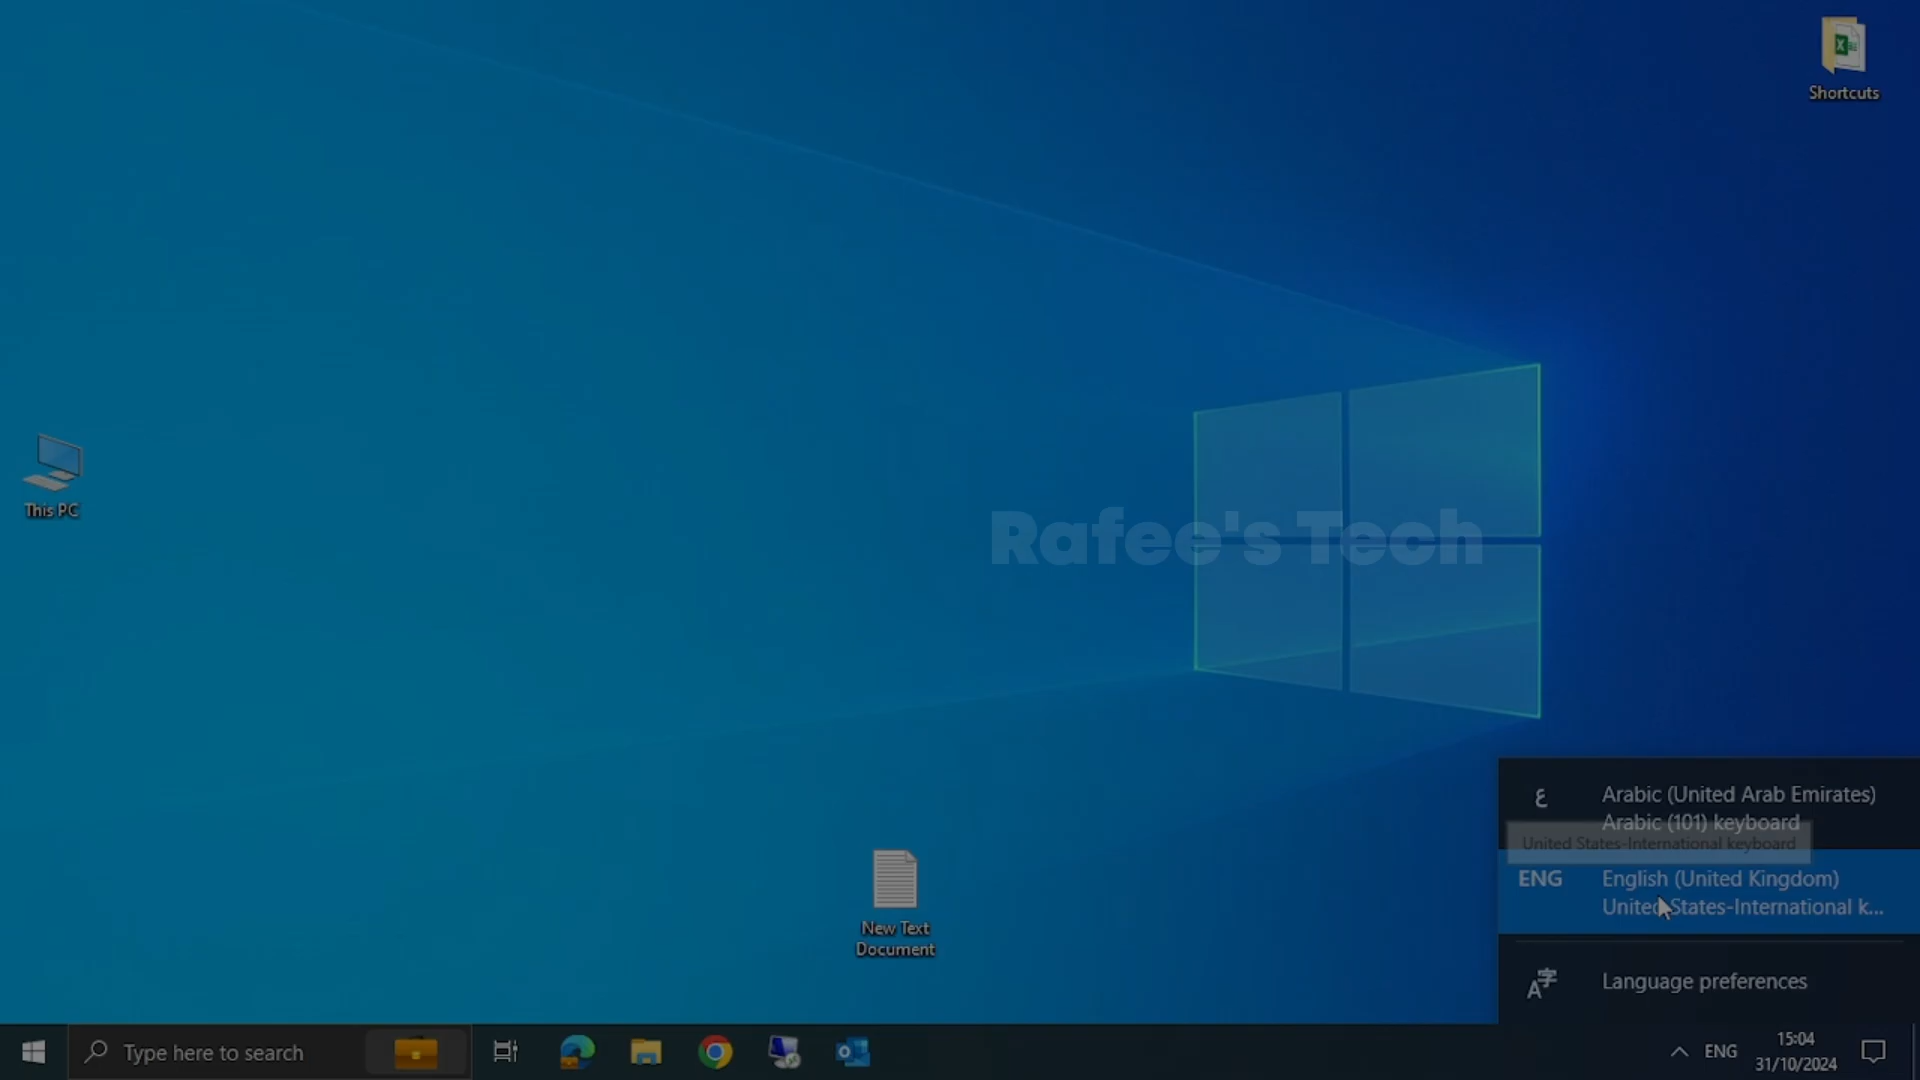 Shortcuts
This PC
Rafee's Tech
ع
Arabic (United Arab Emirates)
Arabic (101) keyboard
United States-International keyboard
ENG
English (United Kingdom)
United States-International k...
New Text
Document
A字
Language preferences
Type here to search
ENG
15:04
31/10/2024